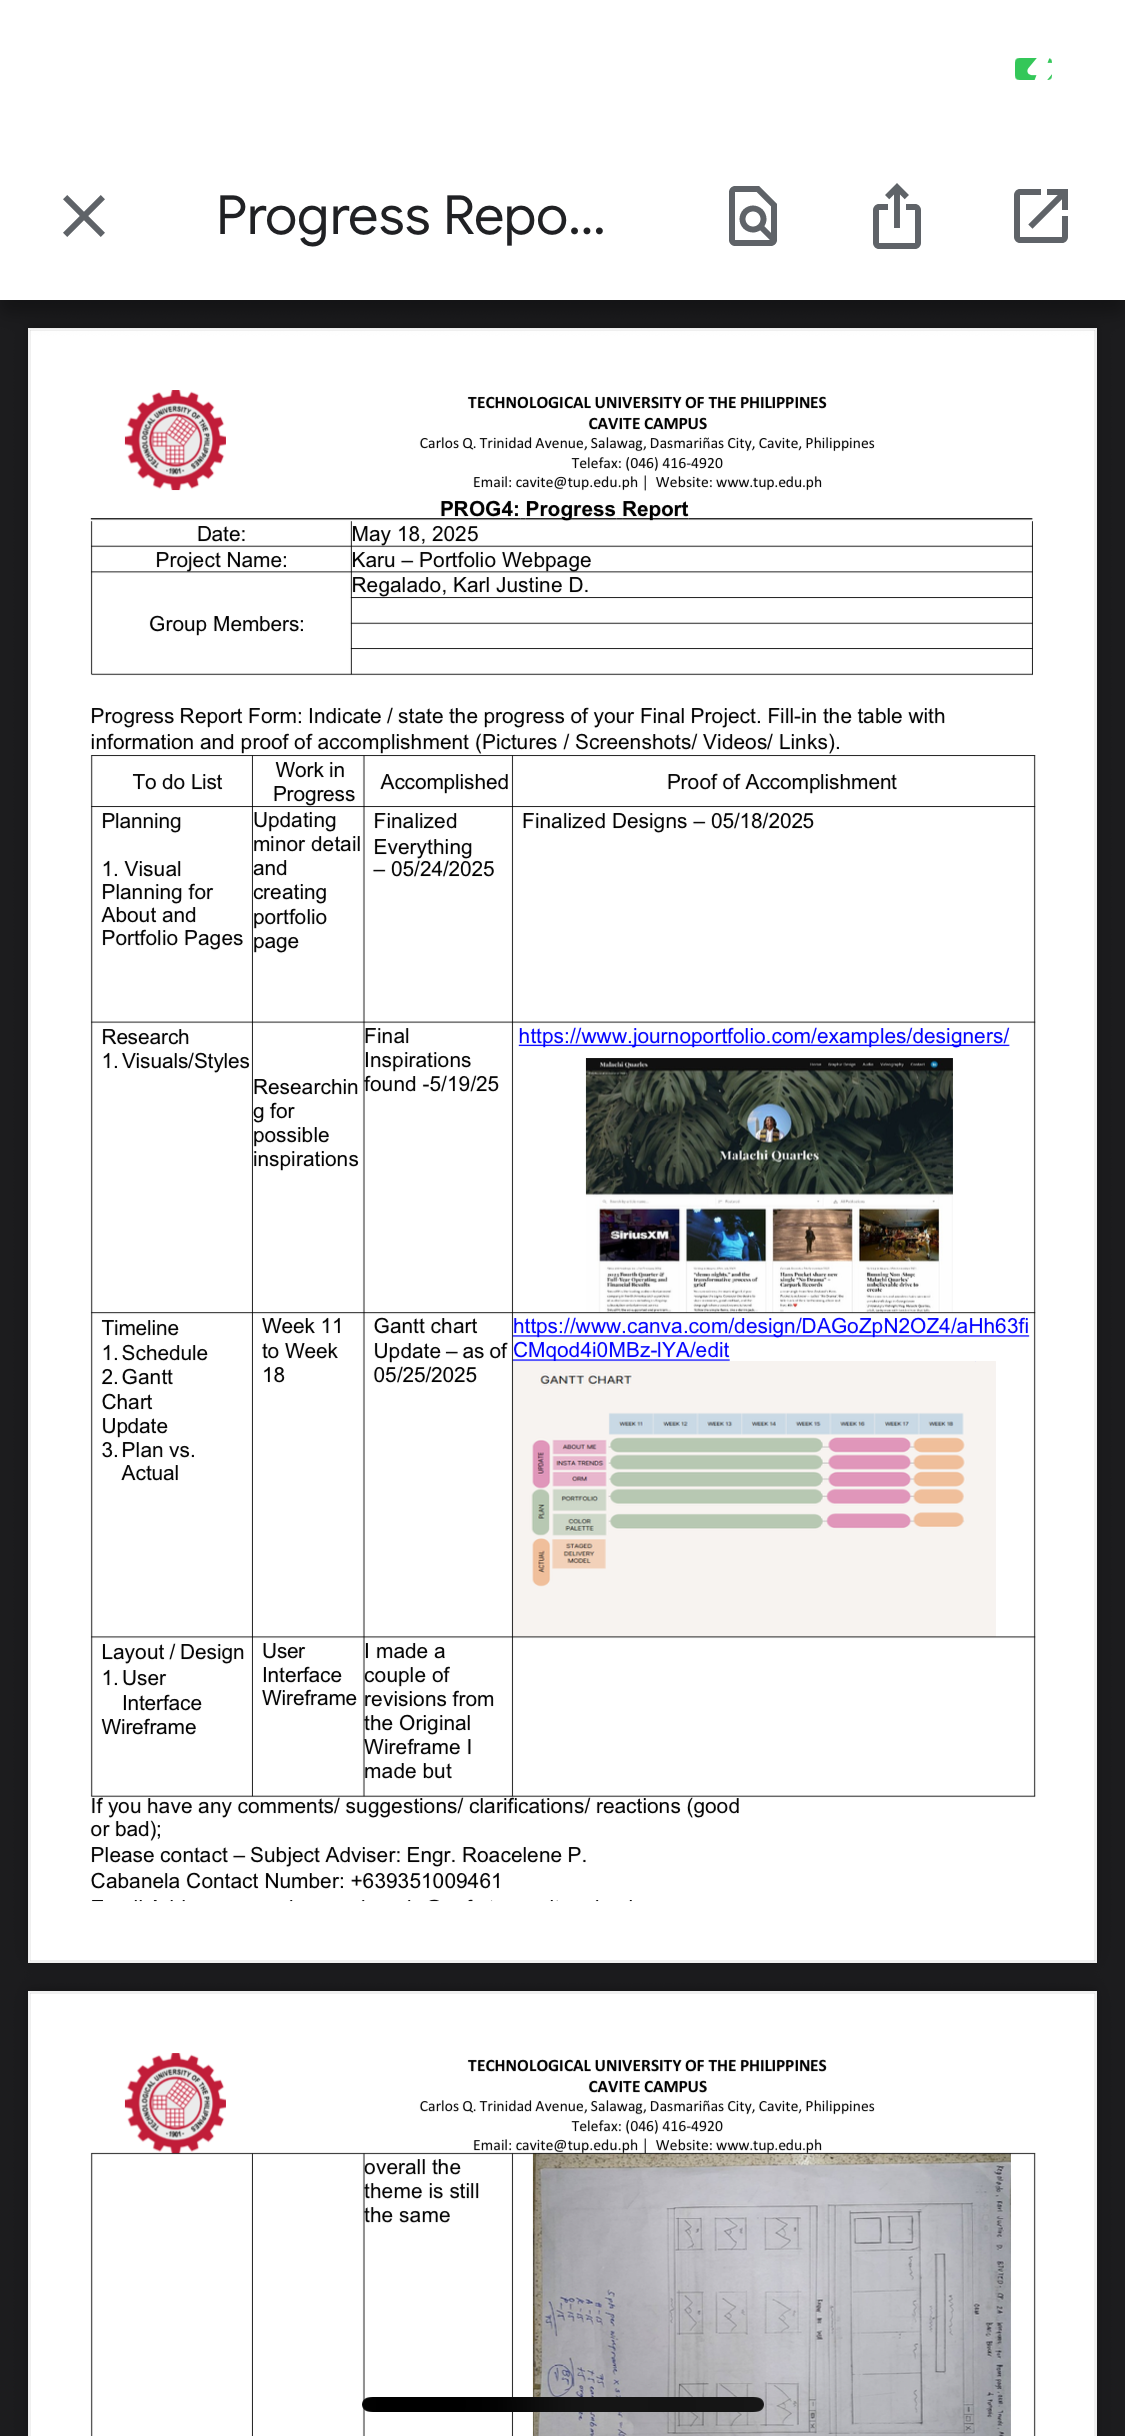 Progress Repo...
TECHNOLOGICAL UNIVERSITY OF THE PHILIPPINES
CAVITE CAMPUS
Carlos Q. Trinidad Avenue, Salawag, Dasmariñas City, Cavite, Philippines
Telefax: (046) 416-4920
Email: cavite@tup.edu.ph | Website: www.tup.edu.ph
PROG4: Progress Report
Date: May 18, 2025
Project Name: Karu – Portfolio Webpage
Group Members: Regalado, Karl Justine D.
Progress Report Form: Indicate / state the progress of your Final Project. Fill-in the table with
information and proof of accomplishment (Pictures / Screenshots/ Videos/ Links).
To do List
Work in
Progress
Accomplished
Proof of Accomplishment
Planning
1. Visual
Planning for
About and
Portfolio Pages
Updating
minor detail
and
creating
portfolio
page
Finalized
Everything
– 05/24/2025
Finalized Designs – 05/18/2025
Research
1. Visuals/Styles
Researchin
g for
possible
inspirations
Final
Inspirations
found -5/19/25
https://www.journoportfolio.com/examples/designers/
Malachi Quarles
Malachi Quarles
SiriusXM
Timeline
1. Schedule
2. Gantt
Chart
Update
3. Plan vs.
Actual
Week 11
to Week
18
Gantt chart
Update – as of
05/25/2025
https://www.canva.com/design/DAGoZpN2OZ4/aHh63fi
CMqod4i0MBz-lYA/edit
GANTT CHART
WEEK 11 WEEK 12 WEEK 13 WEEK 14 WEEK 15 WEEK 16 WEEK 17 WEEK 18
UPDATE
ABOUT ME
INSTA TRENDS
ORM
PLAN
PORTFOLIO
COLOR
PALETTE
ACTUAL
STAGED
DELIVERY
MODEL
Layout / Design
1. User
Interface
Wireframe
User
Interface
Wireframe
I made a
couple of
revisions from
the Original
Wireframe I
made but
If you have any comments/ suggestions/ clarifications/ reactions (good
or bad);
Please contact – Subject Adviser: Engr. Roacelene P.
Cabanela Contact Number: +639351009461
TECHNOLOGICAL UNIVERSITY OF THE PHILIPPINES
CAVITE CAMPUS
Carlos Q. Trinidad Avenue, Salawag, Dasmariñas City, Cavite, Philippines
Telefax: (046) 416-4920
Email: cavite@tup.edu.ph | Website: www.tup.edu.ph
overall the
theme is still
the same